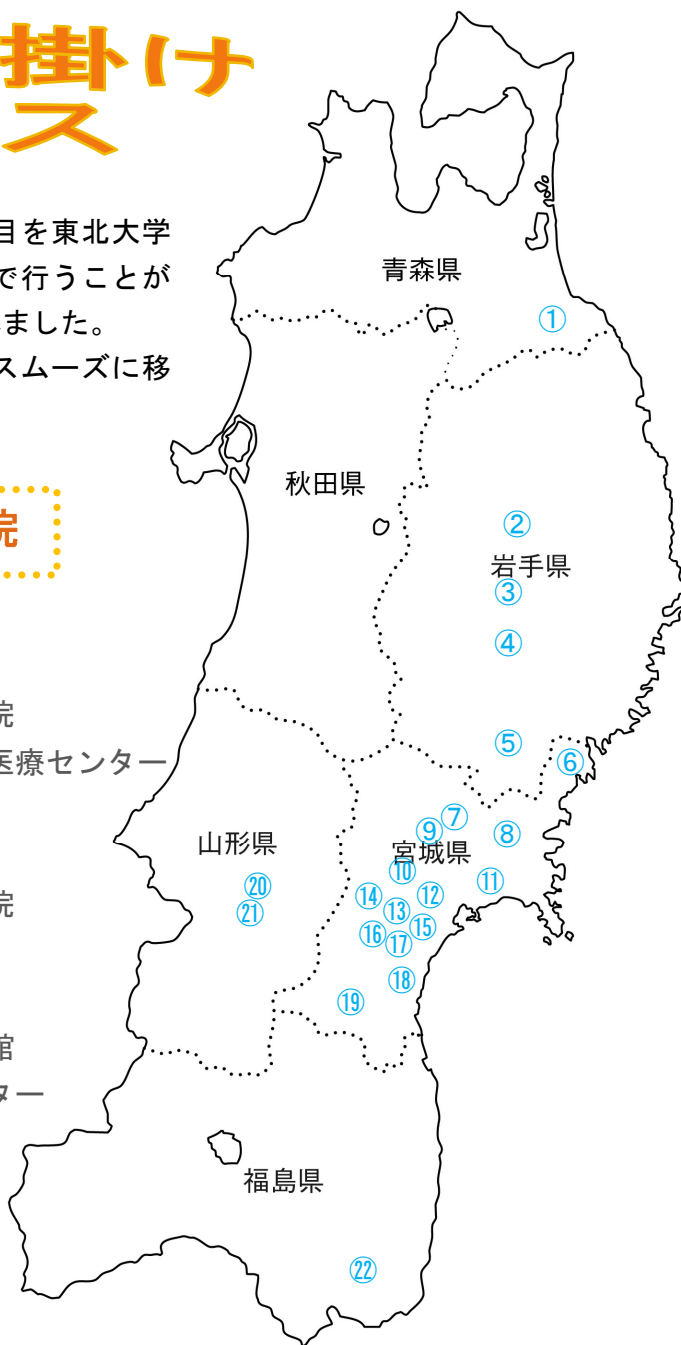 掛け
ス
目を東北大学
で行うことが
ました。
スムーズに移
院
院
医療センター
院
館
ター
青森県
①
秋田県
②
岩手県
③
④
⑤
⑥
⑦
⑧
⑨
宮城県
山形県
⑩
⑪
⑫
⑬
⑭
⑮
⑯
⑰
⑱
⑲
⑳
㉑
福島県
㉒